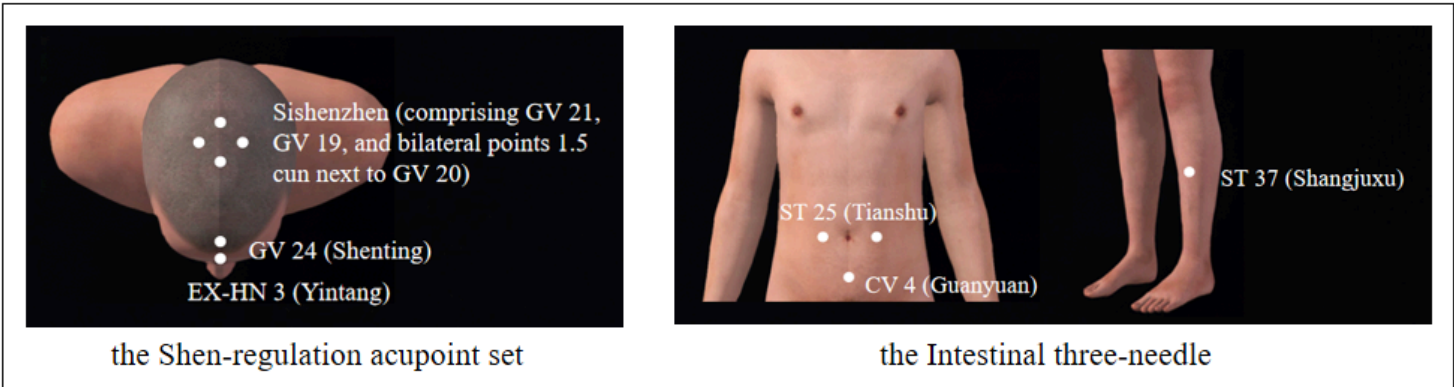 Sishenzhen (comprising GV 21,
GV 19, and bilateral points 1.5
cun next to GV 20)
GV 24 (Shenting)
EX-HN 3 (Yintang)
the Shen-regulation acupoint set
ST 25 (Tianshu)
CV 4 (Guanyuan)
ST 37 (Shangjuxu)
the Intestinal three-needle